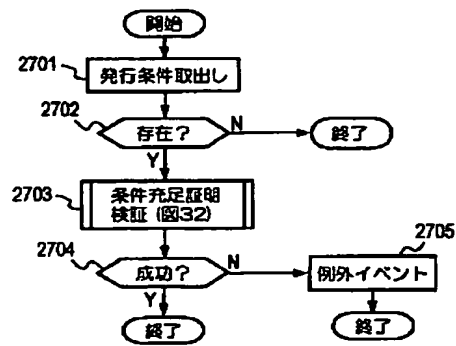 開始
2701
発行条件取出し
2702
存在?
N
終了
Y
2703
条件充足証明
検証(図32)
2704
成功?
N
2705
例外イベント
Y
終了
終了